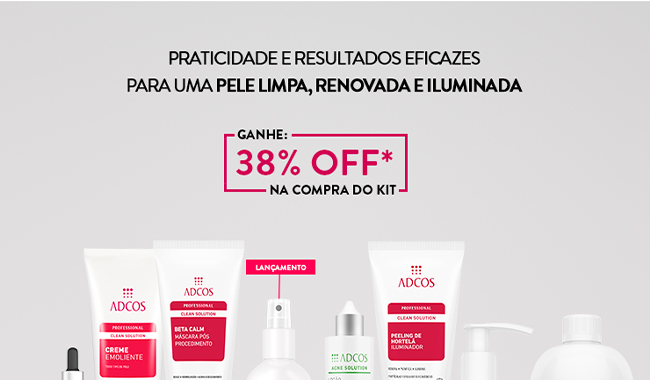 PRATICIDADE E RESULTADOS EFICAZES
PARA UMA PELE LIMPA, RENOVADA E ILUMINADA
GANHE:
38% OFF*
NA COMPRA DO KIT
LANÇAMENTO
ADCOS
PROFESSIONAL
CLEAN SOLUTION
CREME
EMOLIENTE
ADCOS
PROFESSIONAL
CLEAN SOLUTION
BETA CALM
MÁSCARA PÓS
PROCEDIMENTO
ADCOS
ACNE SOLUTION
ADCOS
PROFESSIONAL
CLEAN SOLUTION
PEELING DE
HORTELÃ
ILUMINADOR